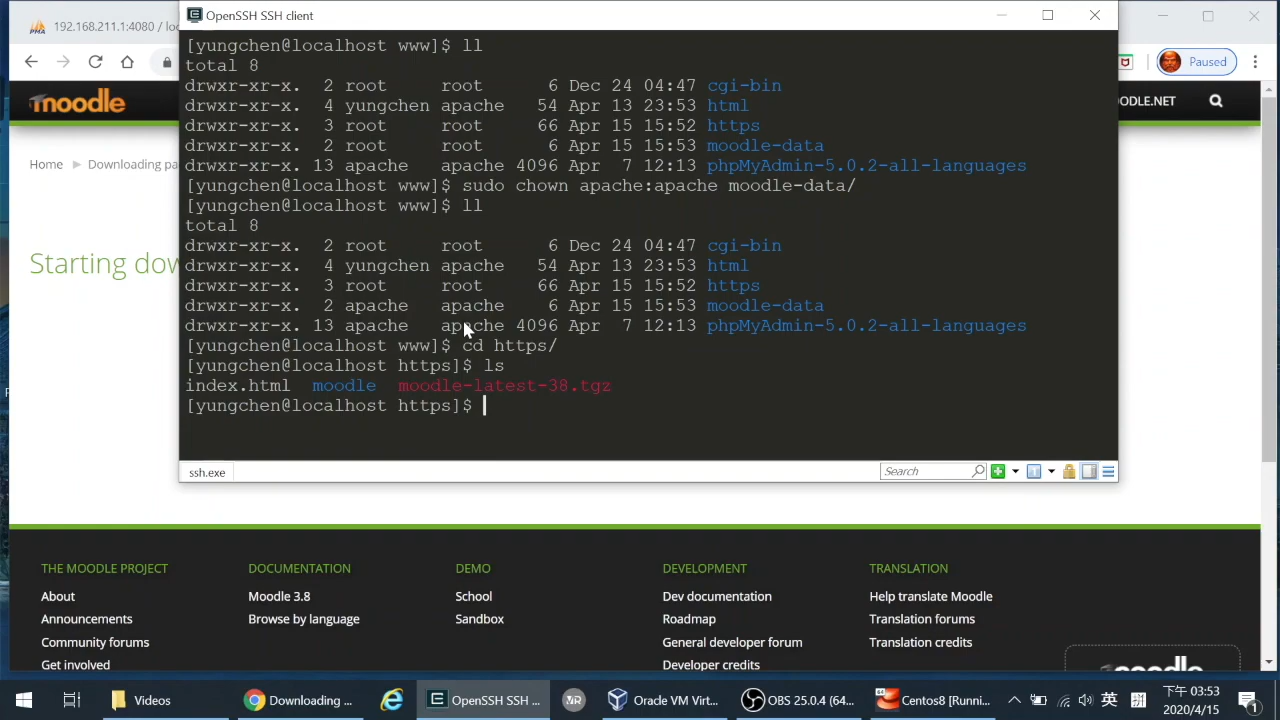 192.168.211.1:4080 / loc
OpenSSH SSH client
Paused
moodle
OODLE.NET
Home Downloading pa
Starting dow
[yungchen@localhost www]$ ll
total 8
drwxr-xr-x. 2 root root 6 Dec 24 04:47 cgi-bin
drwxr-xr-x. 4 yungchen apache 54 Apr 13 23:53 html
drwxr-xr-x. 3 root root 66 Apr 15 15:52 https
drwxr-xr-x. 2 root root 6 Apr 15 15:53 moodle-data
drwxr-xr-x. 13 apache apache 4096 Apr 7 12:13 phpMyAdmin-5.0.2-all-languages
[yungchen@localhost www]$ sudo chown apache:apache moodle-data/
[yungchen@localhost www]$ ll
total 8
drwxr-xr-x. 2 root root 6 Dec 24 04:47 cgi-bin
drwxr-xr-x. 4 yungchen apache 54 Apr 13 23:53 html
drwxr-xr-x. 3 root root 66 Apr 15 15:52 https
drwxr-xr-x. 2 apache apache 6 Apr 15 15:53 moodle-data
drwxr-xr-x. 13 apache apache 4096 Apr 7 12:13 phpMyAdmin-5.0.2-all-languages
[yungchen@localhost www]$ cd https/
[yungchen@localhost https]$ ls
index.html moodle moodle-latest-38.tgz
[yungchen@localhost https]$
ssh.exe
Search
THE MOODLE PROJECT
About
Announcements
Community forums
Get involved
DOCUMENTATION
Moodle 3.8
Browse by language
DEMO
School
Sandbox
DEVELOPMENT
Dev documentation
Roadmap
General developer forum
Developer credits
TRANSLATION
Help translate Moodle
Translation forums
Translation credits
Videos
Downloading ...
OpenSSH SSH ...
Oracle VM Virt...
OBS 25.0.4 (64...
Centos8 [Runni...
英
下午 03:53
2020/4/15